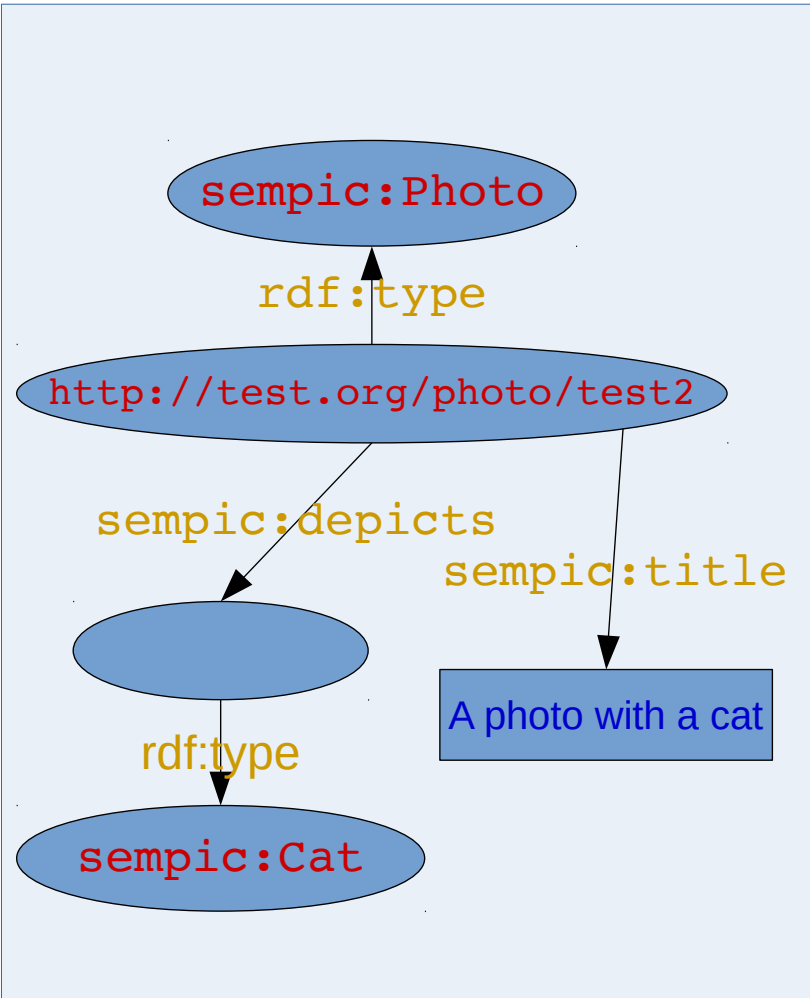 sempic:Photo
rdf:type
http://test.org/photo/test2
sempic:depicts
sempic:title
A photo with a cat
rdf:type
sempic:Cat